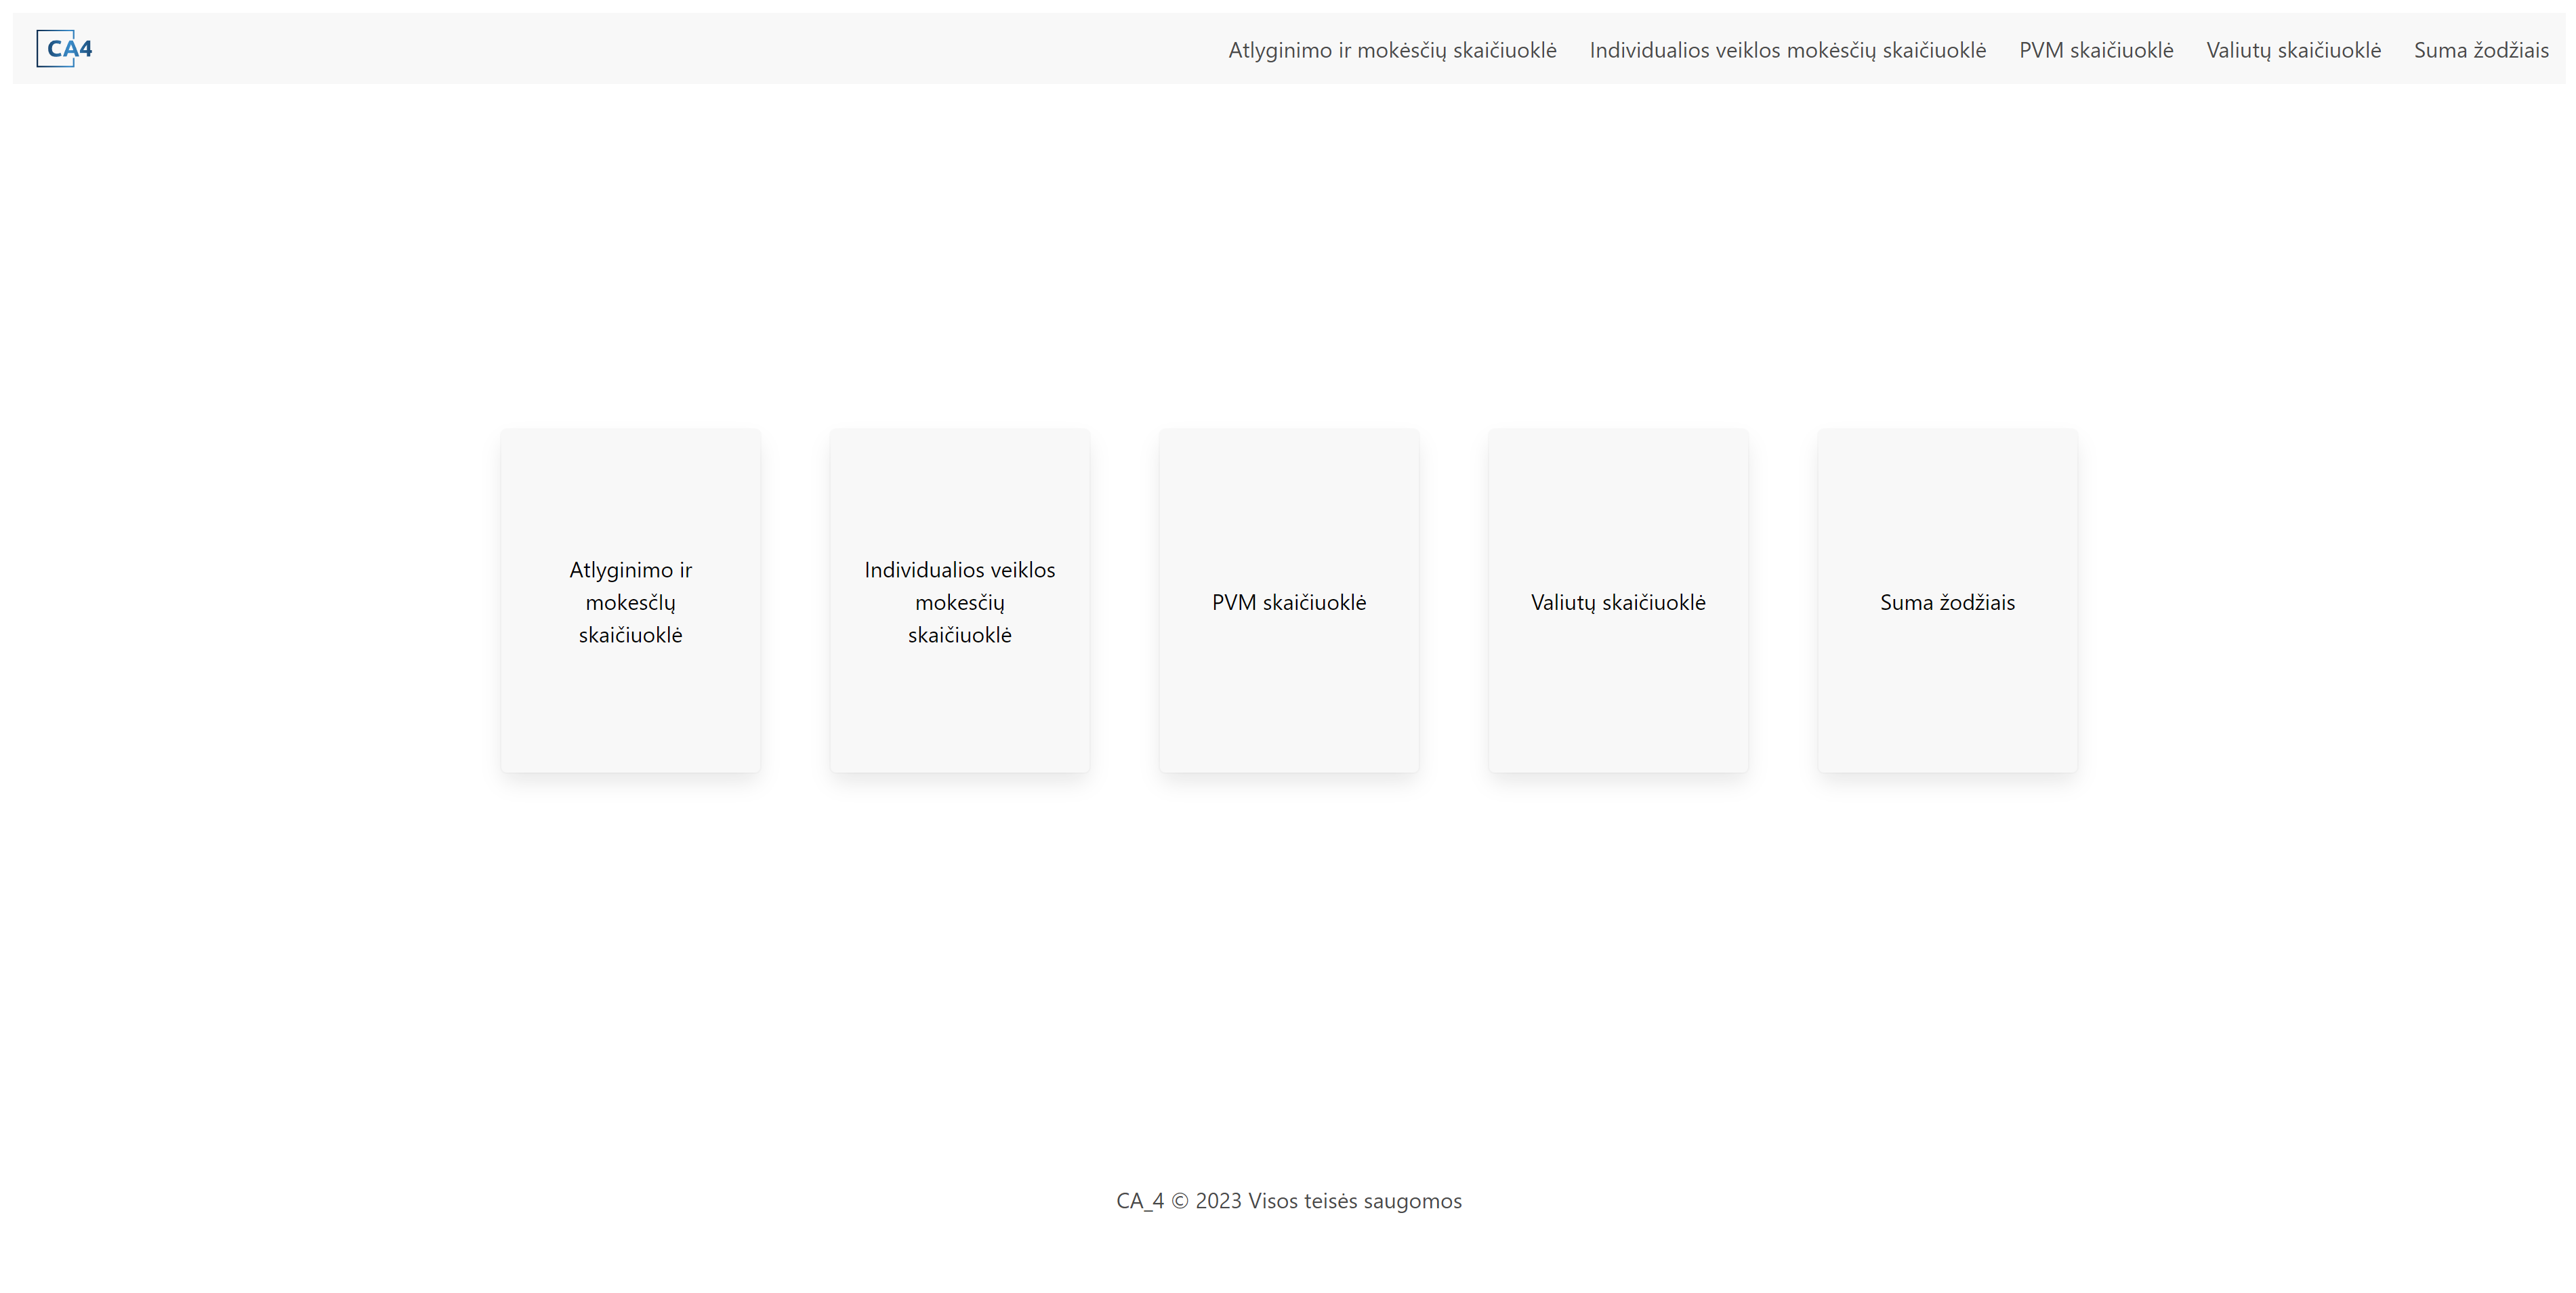 CA4
Atlyginimo ir mokėsčių skaičiuoklė
Individualios veiklos mokėsčių skaičiuoklė
PVM skaičiuoklė
Valiutų skaičiuoklė
Suma žodžiais
Atlyginimo ir
mokesčlų
skaičiuoklė
Individualios veiklos
mokesčių
skaičiuoklė
PVM skaičiuoklė
Valiutų skaičiuoklė
Suma žodžiais
CA_4 © 2023 Visos teisės saugomos